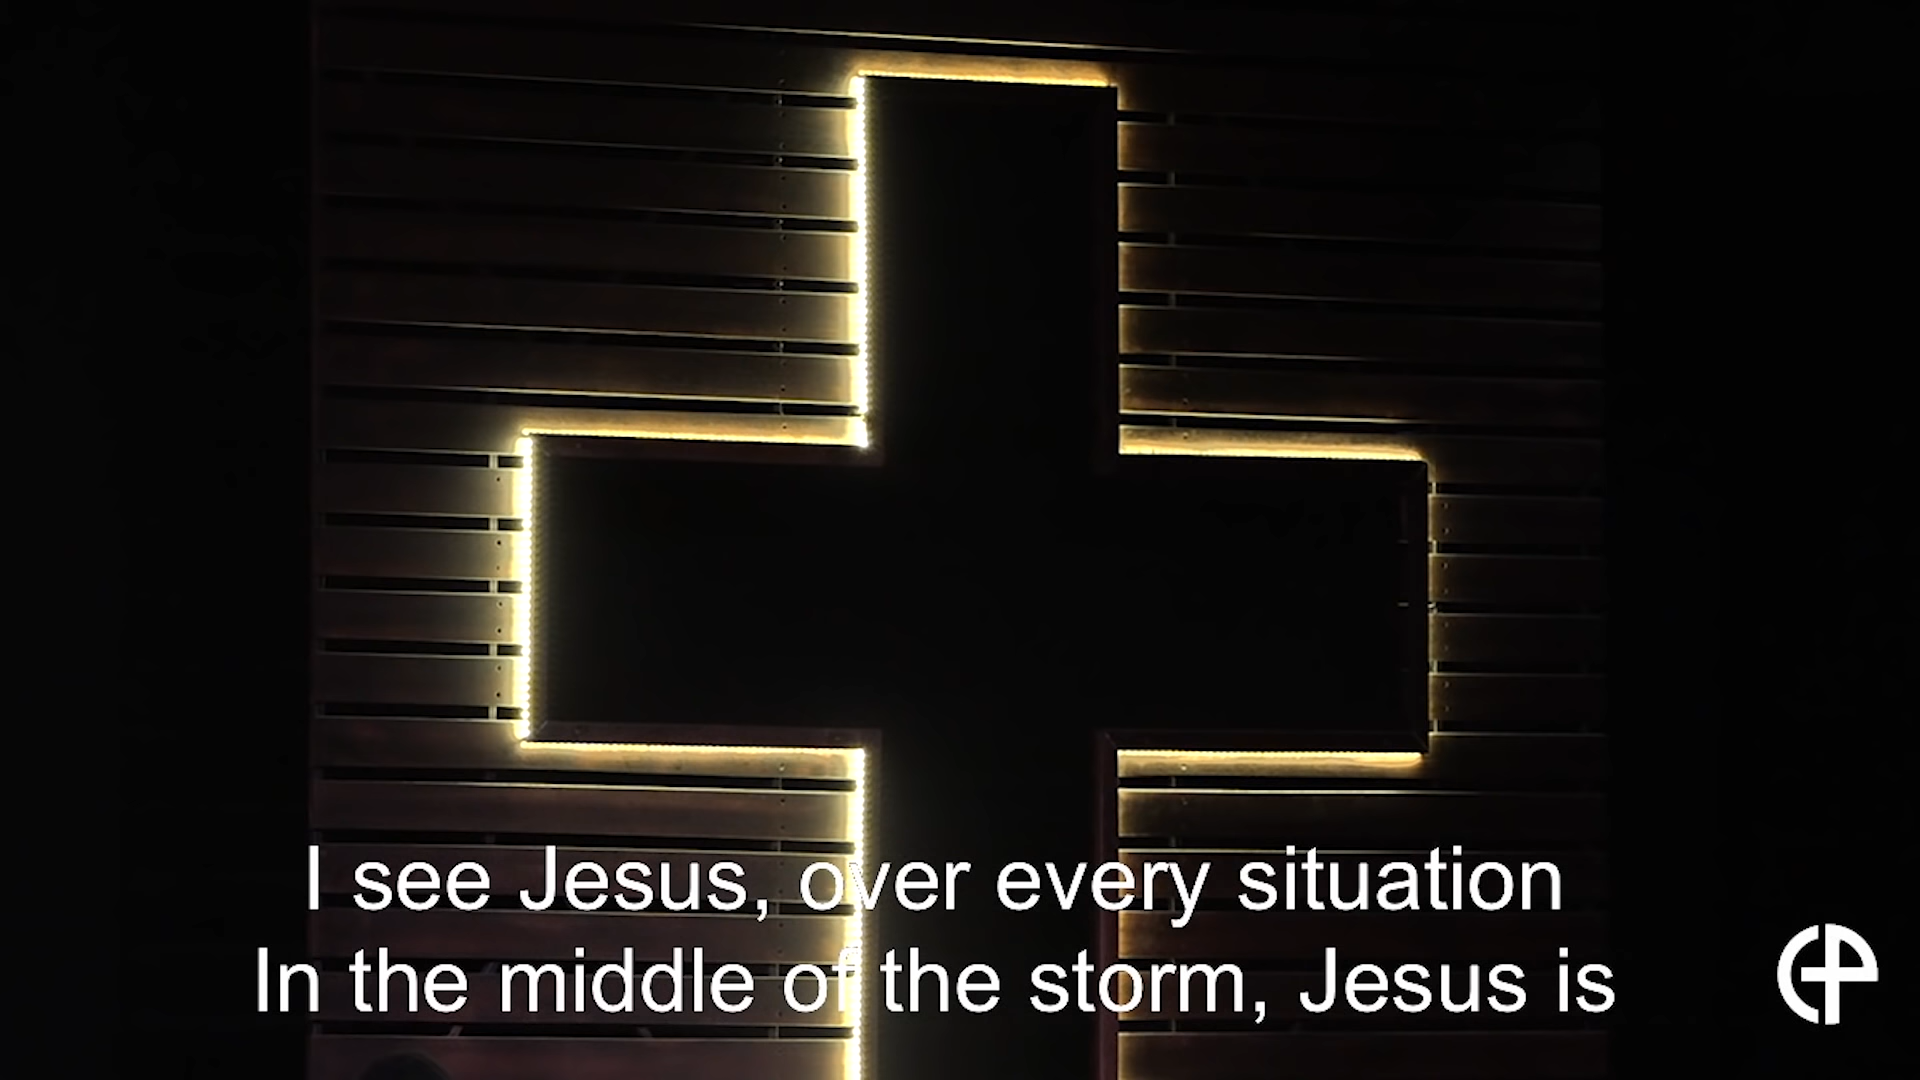 I see Jesus, over every situation
In the middle of the storm, Jesus is